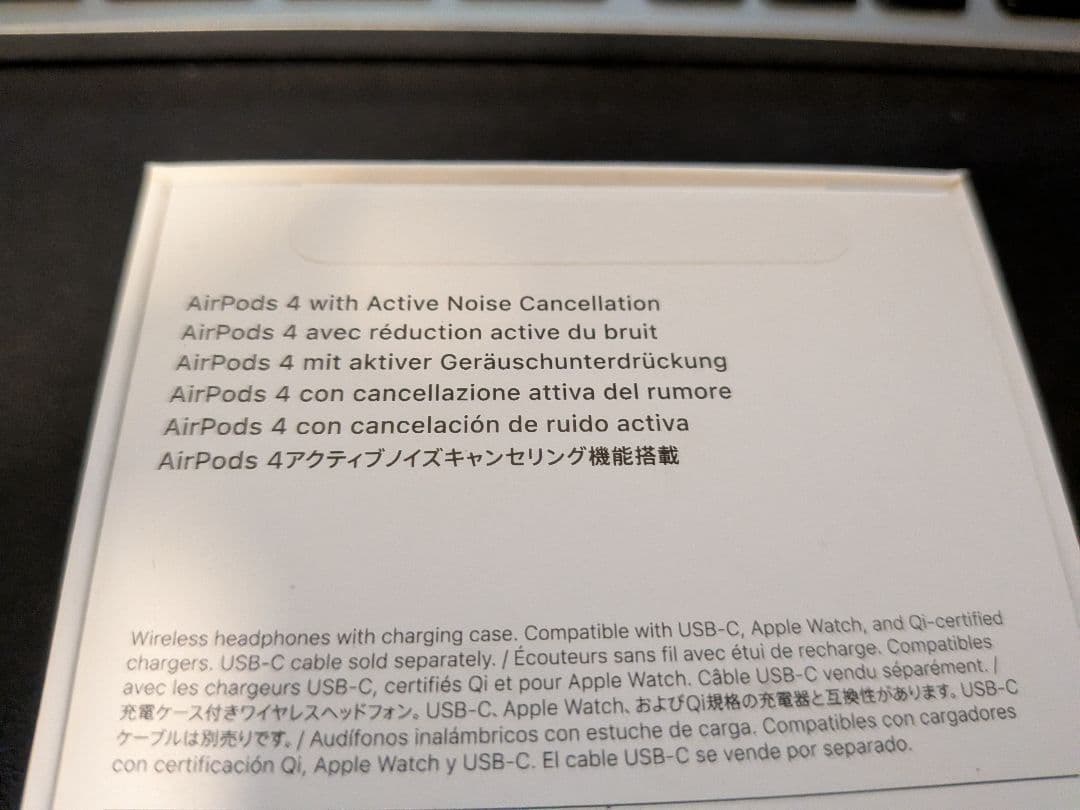 AirPods 4 with Active Noise Cancellation
AirPods 4 avec réduction active du bruit
AirPods 4 mit aktiver Geräuschunterdrückung
AirPods 4 con cancellazione attiva del rumore
AirPods 4 con cancelación de ruido activa
AirPods 4アクティブノイズキャンセリング機能搭載
Wireless headphones with charging case. Compatible with USB-C, Apple Watch, and Qi-certified
chargers. USB-C cable sold separately. / Écouteurs sans fil avec étui de recharge. Compatibles
avec les chargeurs USB-C, certifiés Qi et pour Apple Watch. Câble USB-C vendu séparément. /
充電ケース付きワイヤレスヘッドフォン。USB-C、Apple Watch、およびQi規格の充電器と互換性があります。USB-C
ケーブルは別売りです。/ Audífonos inalámbricos con estuche de carga. Compatibles con cargadores
con certificación Qi, Apple Watch y USB-C. El cable USB-C se vende por separado.